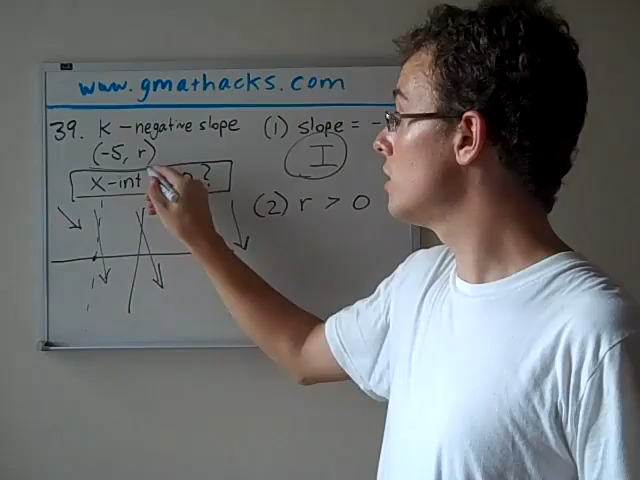 www.gmathacks.com
39. K - negative slope
(-5, r)
X-int
?
(1) slope = -
I
(2) r > 0